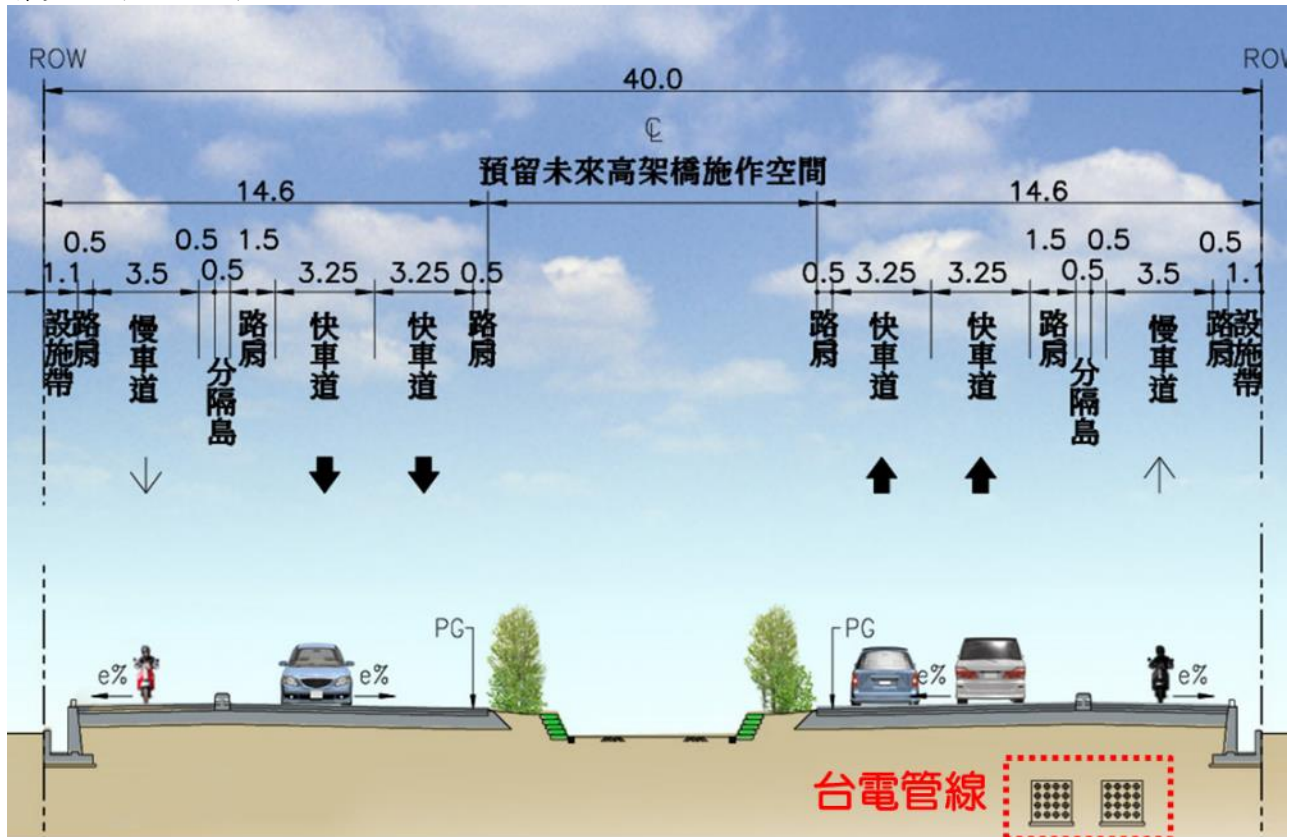 ROW
ROW
40.0
℄
預留未來高架橋施作空間
14.6
14.6
0.5
0.5
1.5
1.5
0.5
0.5
1.1
3.5
0.5
3.25
3.25
0.5
0.5
3.25
3.25
0.5
3.5
1.1
設施帶
路肩
慢車道
分隔島
路肩
快車道
快車道
路肩
路肩
快車道
快車道
路肩
分隔島
慢車道
路肩
設施帶
PG
PG
e%
e%
e%
e%
台電管線